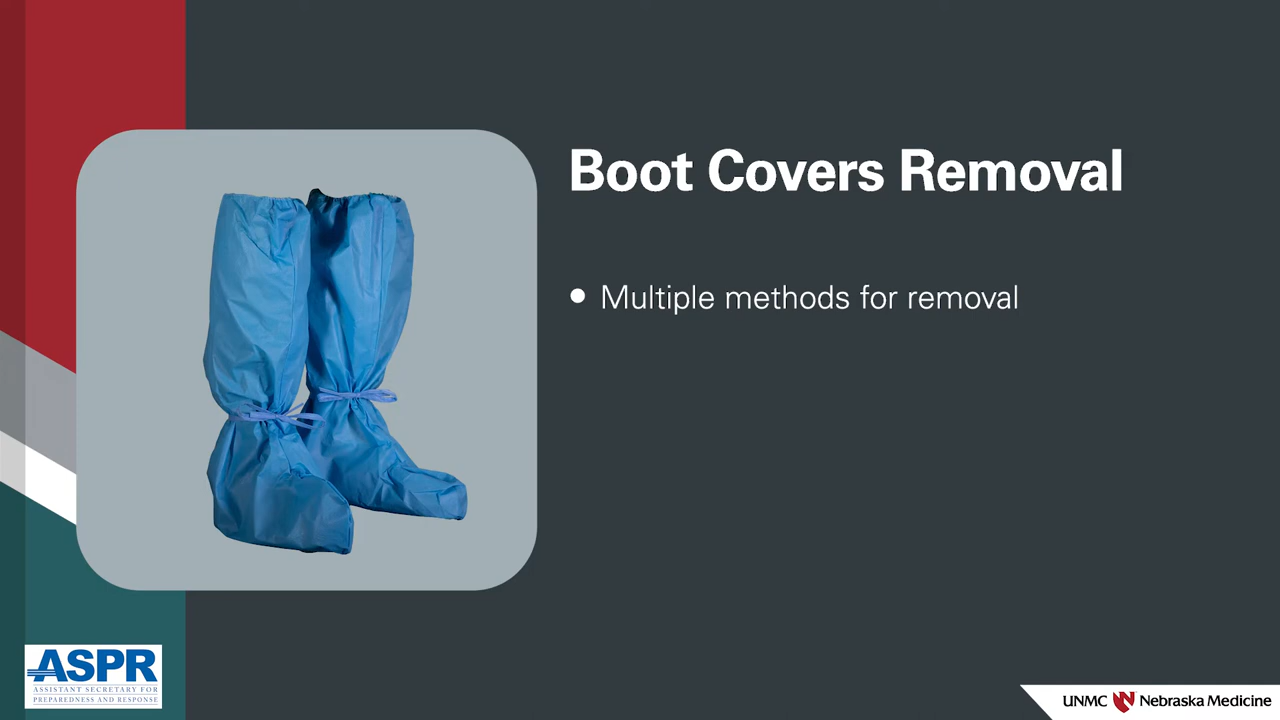 Boot Covers Removal
• Multiple methods for removal
ASPR
ASSISTANT SECRETARY FOR
PREPAREDNESS AND RESPONSE
UNMC Nebraska Medicine